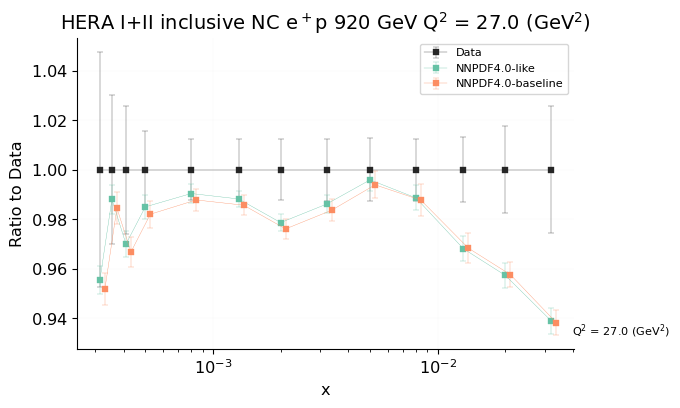 HERA I+II inclusive NC e⁺p 920 GeV Q² = 27.0 (GeV²)
Data
NNPDF4.0-like
NNPDF4.0-baseline
Ratio to Data
1.04
1.02
1.00
0.98
0.96
0.94
Q² = 27.0 (GeV²)
10⁻³
10⁻²
x